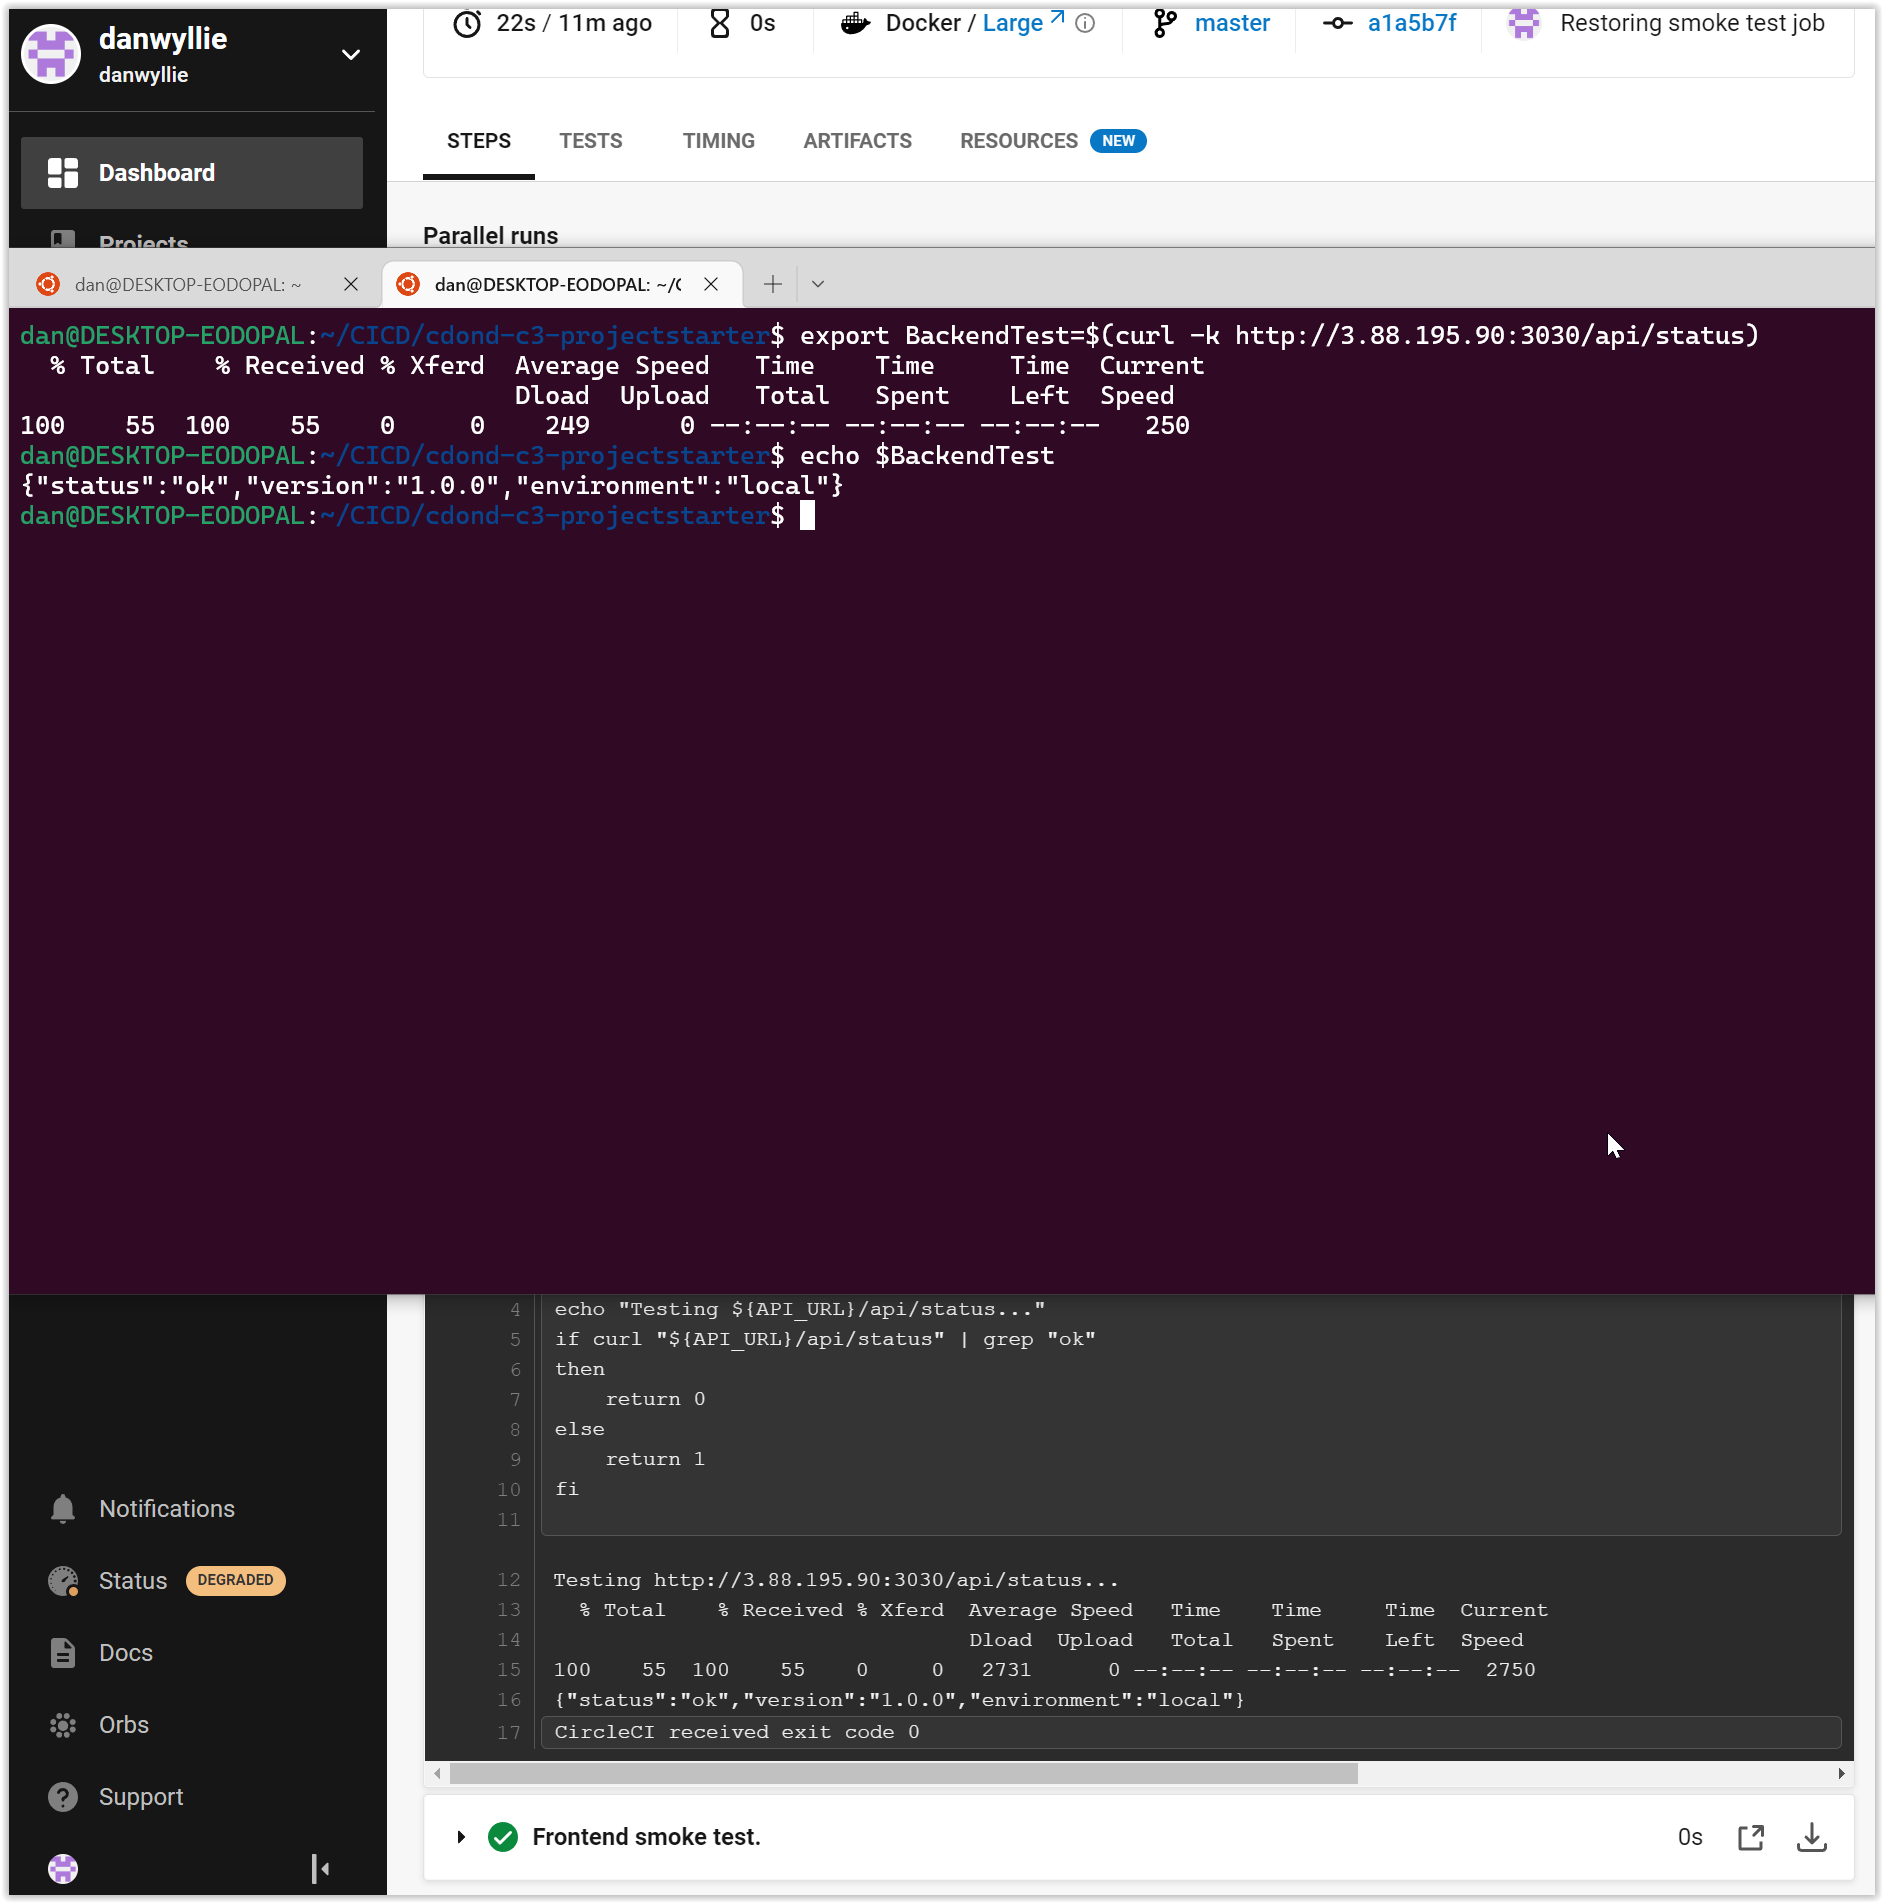 danwyllie
danwyllie
22s / 11m ago
0s
Docker / Large
master
a1a5b7f
Restoring smoke test job
Dashboard
Projects
STEPS
TESTS
TIMING
ARTIFACTS
RESOURCES NEW
Parallel runs
dan@DESKTOP-EODOPAL: ~
dan@DESKTOP-EODOPAL: ~/C
dan@DESKTOP-EODOPAL:~/CICD/cdond-c3-projectstarter$ export BackendTest=$(curl -k http://3.88.195.90:3030/api/status)
% Total    % Received % Xferd  Average Speed   Time    Time     Time  Current
Dload  Upload   Total   Spent    Left  Speed
100    55  100    55    0     0    249      0 --:--:-- --:--:-- --:--:--   250
dan@DESKTOP-EODOPAL:~/CICD/cdond-c3-projectstarter$ echo $BackendTest
{"status":"ok","version":"1.0.0","environment":"local"}
dan@DESKTOP-EODOPAL:~/CICD/cdond-c3-projectstarter$
4 echo "Testing ${API_URL}/api/status..."
5 if curl "${API_URL}/api/status" | grep "ok"
6 then
7     return 0
8 else
9     return 1
10 fi
11
12 Testing http://3.88.195.90:3030/api/status...
13   % Total    % Received % Xferd  Average Speed   Time    Time     Time  Current
14                                  Dload  Upload   Total   Spent    Left  Speed
15 100    55  100    55    0     0   2731      0 --:--:-- --:--:-- --:--:--  2750
16 {"status":"ok","version":"1.0.0","environment":"local"}
17 CircleCI received exit code 0
Notifications
Status DEGRADED
Docs
Orbs
Support
Frontend smoke test.
0s